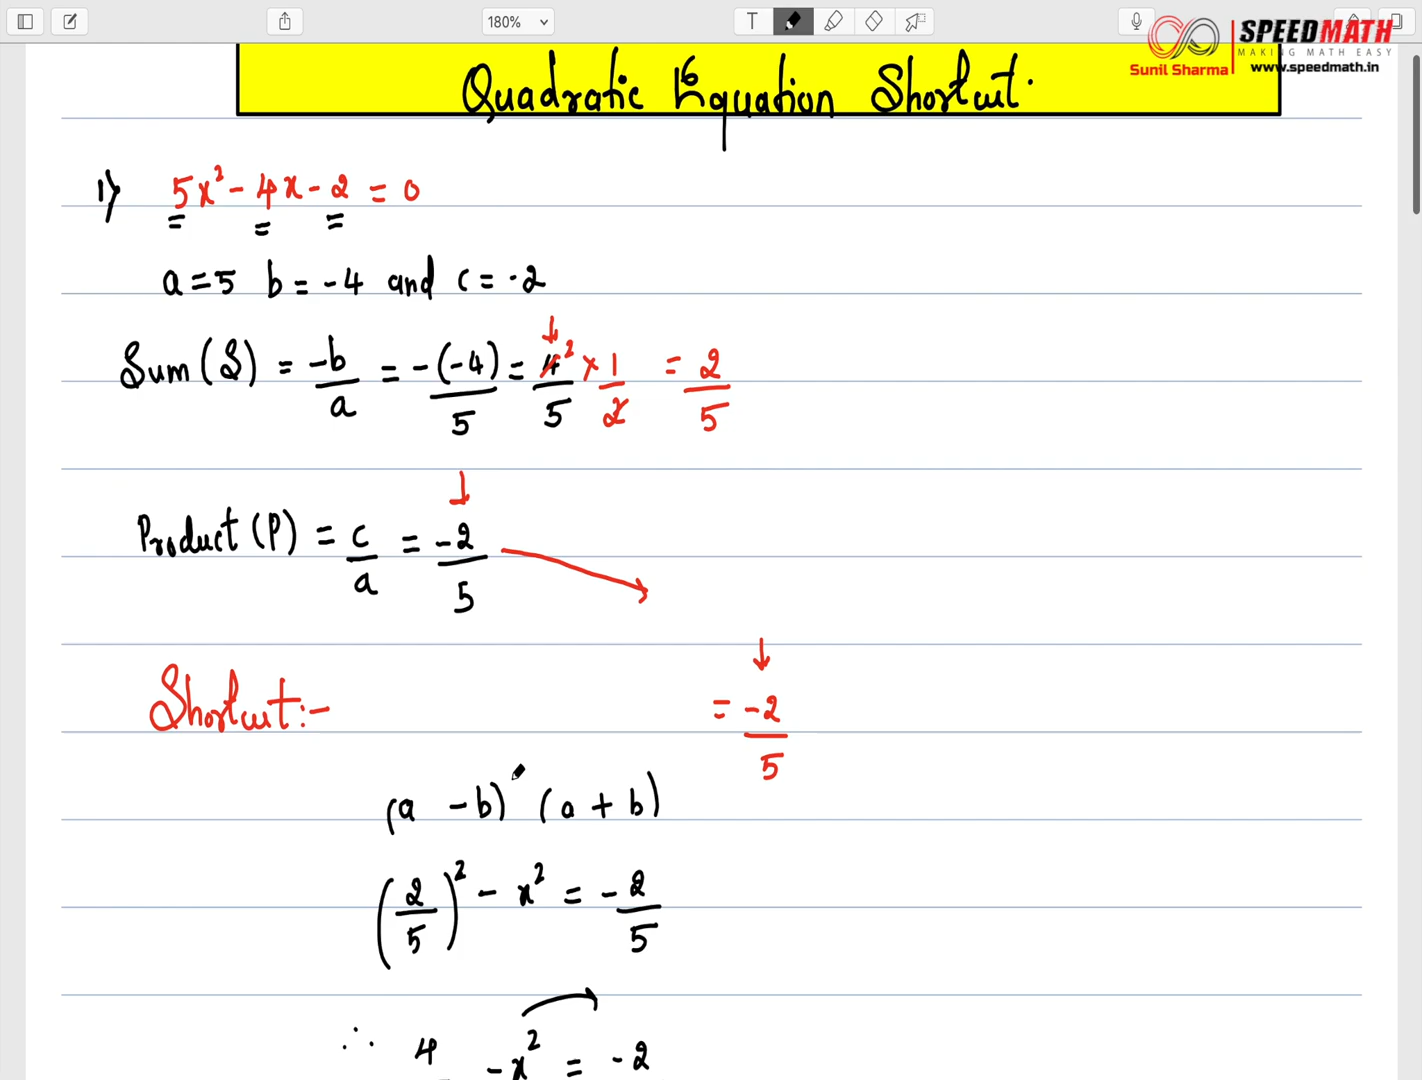 180%
T
SPEEDMATH
MAKING MATH EASY
Sunil Sharma
www.speedmath.in
Quadratic Equation Shortcut.
1) 5x² - 4x - 2 = 0
a = 5 b = -4 and c = -2
Sum (S) = -b/a = -(-4)/5 = 4/5 2 × 1/2 = 2/5
Product (P) = c/a = -2/5
Shortcut:- = -2/5
(a - b) (a + b)
(2/5)² - x² = -2/5
∴ 4 - x² = -2